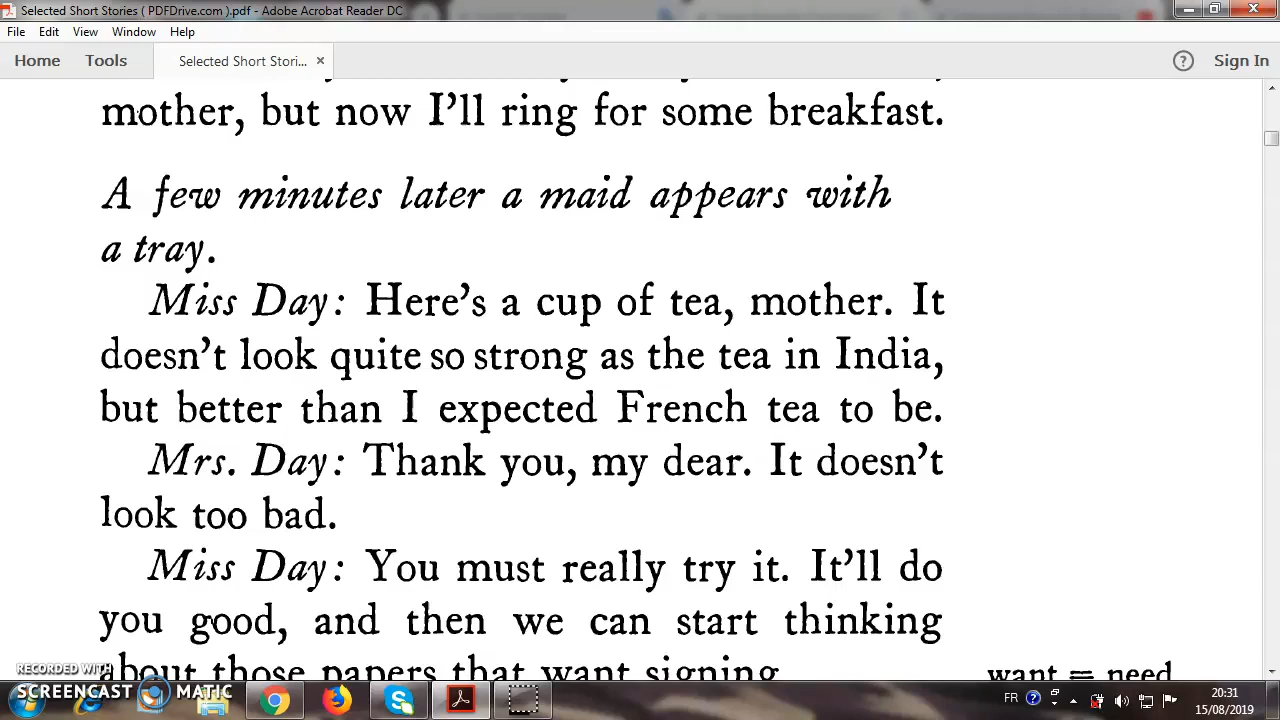 Selected Short Stories ( PDFDrive.com ).pdf - Adobe Acrobat Reader DC
File Edit View Window Help
Home Tools Selected Short Stori... × ? Sign In
mother, but now I'll ring for some breakfast.
A few minutes later a maid appears with
a tray.
Miss Day: Here's a cup of tea, mother. It
doesn't look quite so strong as the tea in India,
but better than I expected French tea to be.
Mrs. Day: Thank you, my dear. It doesn't
look too bad.
Miss Day: You must really try it. It'll do
you good, and then we can start thinking
about those papers that want signing
want = need
RECORDED WITH
SCREENCAST MATIC
FR 20:31
15/08/2019